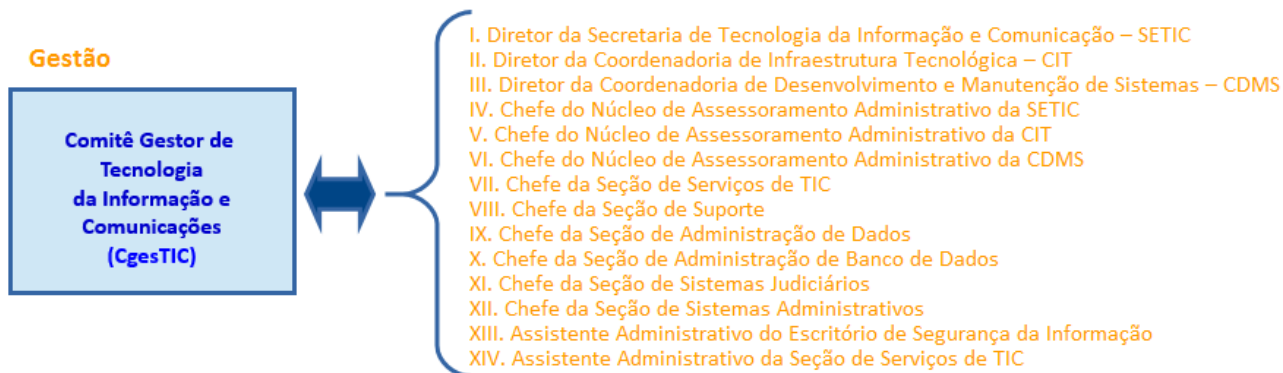 Gestão
Comitê Gestor de
Tecnologia
da Informação e
Comunicações
(CgesTIC)
I. Diretor da Secretaria de Tecnologia da Informação e Comunicação – SETIC
II. Diretor da Coordenadoria de Infraestrutura Tecnológica – CIT
III. Diretor da Coordenadoria de Desenvolvimento e Manutenção de Sistemas – CDMS
IV. Chefe do Núcleo de Assessoramento Administrativo da SETIC
V. Chefe do Núcleo de Assessoramento Administrativo da CIT
VI. Chefe do Núcleo de Assessoramento Administrativo da CDMS
VII. Chefe da Seção de Serviços de TIC
VIII. Chefe da Seção de Suporte
IX. Chefe da Seção de Administração de Dados
X. Chefe da Seção de Administração de Banco de Dados
XI. Chefe da Seção de Sistemas Judiciários
XII. Chefe da Seção de Sistemas Administrativos
XIII. Assistente Administrativo do Escritório de Segurança da Informação
XIV. Assistente Administrativo da Seção de Serviços de TIC